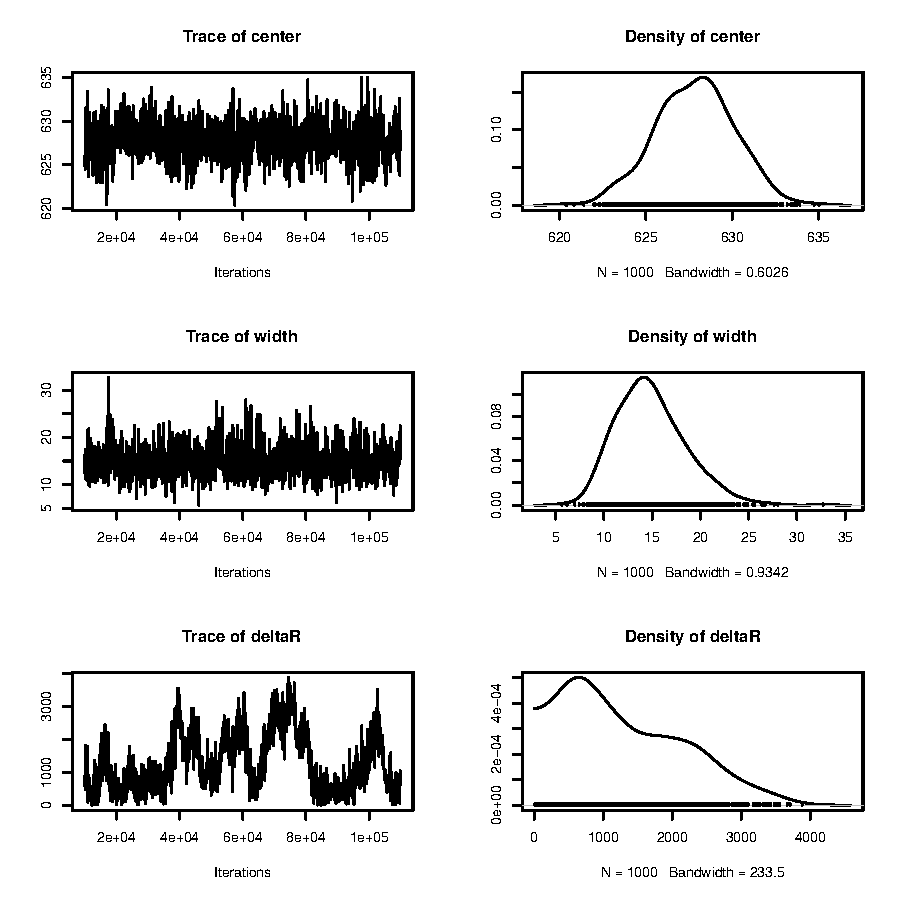 Trace of center
635
630
625
620
2e+04 4e+04 6e+04 8e+04 1e+05
Iterations
Density of center
0.10
0.00
620 625 630 635
N = 1000 Bandwidth = 0.6026
Trace of width
30
20
10
5
2e+04 4e+04 6e+04 8e+04 1e+05
Iterations
Density of width
0.08
0.04
0.00
5 10 15 20 25 30 35
N = 1000 Bandwidth = 0.9342
Trace of deltaR
3000
1000
0
2e+04 4e+04 6e+04 8e+04 1e+05
Iterations
Density of deltaR
4e−04
2e−04
0e+00
0 1000 2000 3000 4000
N = 1000 Bandwidth = 233.5